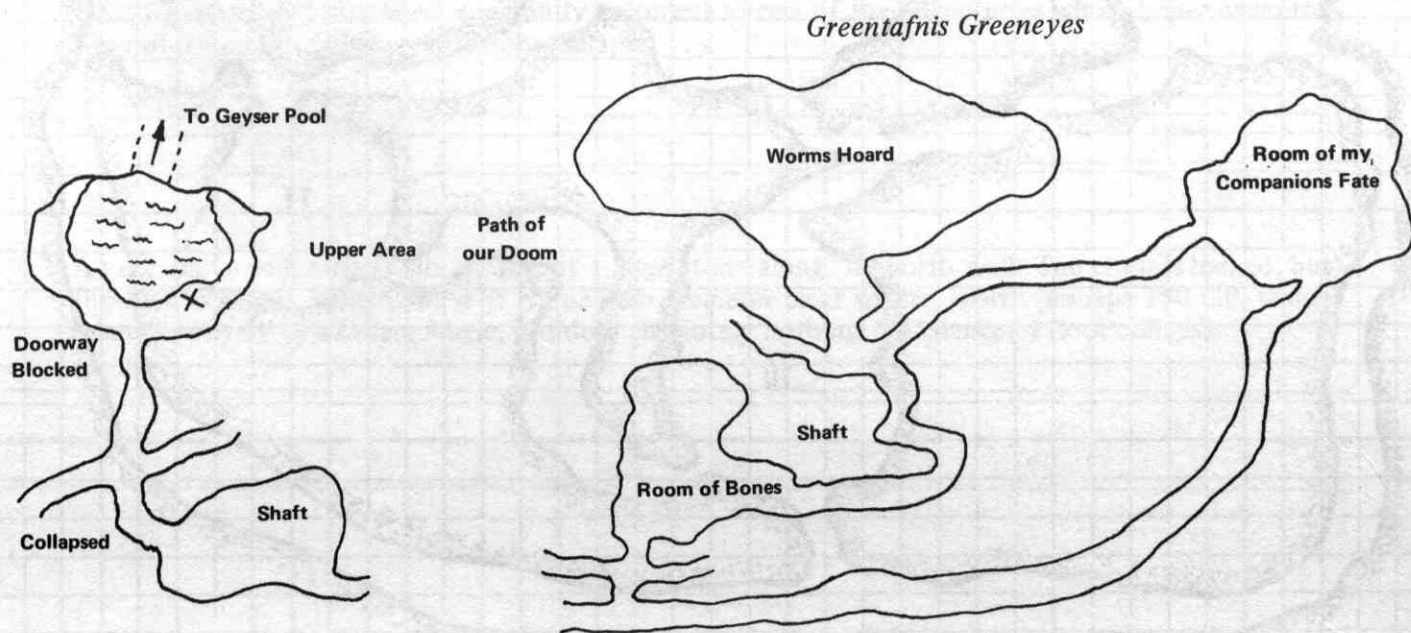 Greentafnis Greeneyes
To Geyser Pool
Worms Hoard
Room of my
Companions Fate
Upper Area
Path of
our Doom
Doorway
Blocked
Shaft
Room of Bones
Shaft
Collapsed